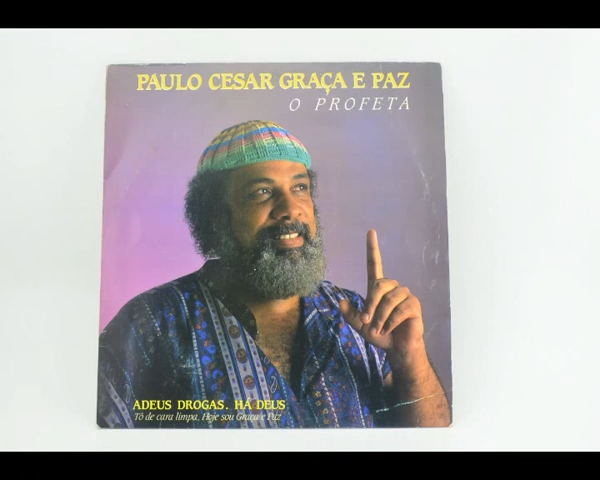 PAULO CESAR GRAÇA E PAZ
O PROFETA
ADEUS DROGAS. HÁ DEUS
Tô de cara limpa. Hoje sou Graça e Paz